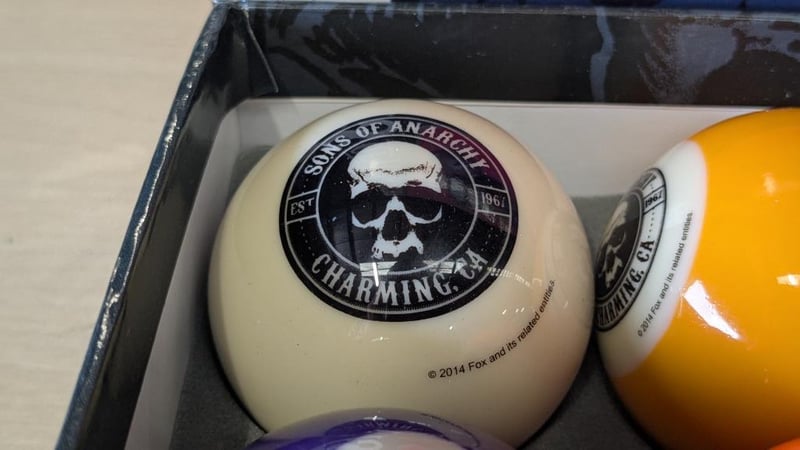 SONS OF ANARCHY
EST 1967
CHARMING, CA
© 2014 Fox and its related entities.
1967
CHARMING, CA
© 2014 Fox and its related entities.